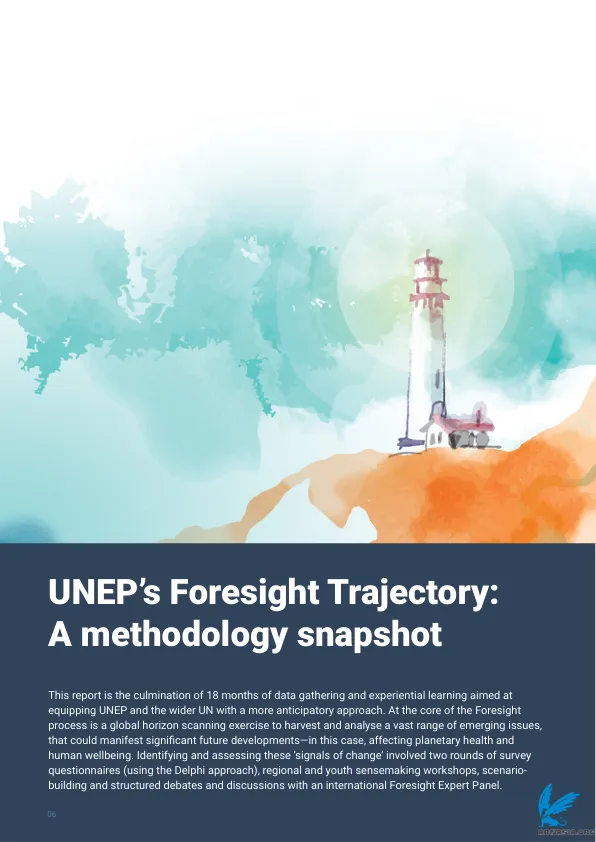 UNEP’s Foresight Trajectory:
A methodology snapshot
This report is the culmination of 18 months of data gathering and experiential learning aimed at
equipping UNEP and the wider UN with a more anticipatory approach. At the core of the Foresight
process is a global horizon scanning exercise to harvest and analyse a vast range of emerging issues,
that could manifest significant future developments—in this case, affecting planetary health and
human wellbeing. Identifying and assessing these ‘signals of change’ involved two rounds of survey
questionnaires (using the Delphi approach), regional and youth sensemaking workshops, scenario-
building and structured debates and discussions with an international Foresight Expert Panel.
06